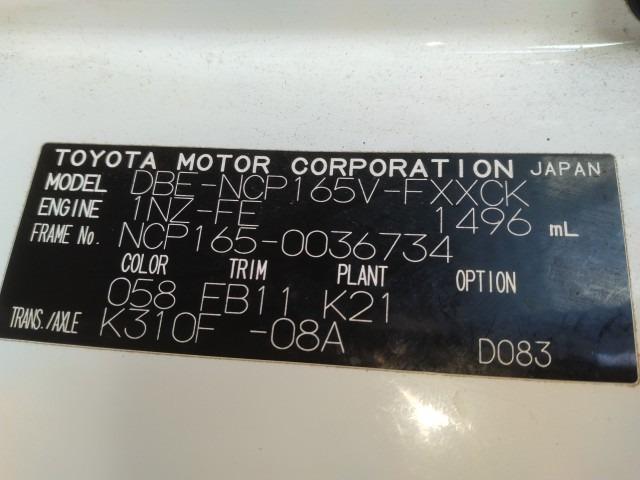 TOYOTA MOTOR CORPORATION JAPAN
MODEL DBE-NCP165V-FXXCK
ENGINE 1NZ-FE 1496 mL
FRAME No. NCP165-0036734
COLOR TRIM PLANT OPTION
058 FB11 K21
TRANS./AXLE K310F -08A D083